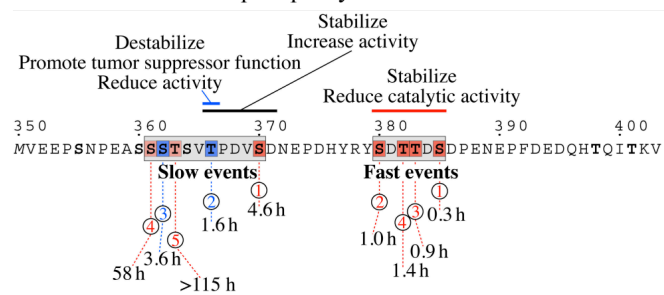 Stabilize
Increase activity
Destabilize
Promote tumor suppressor function
Reduce activity
Stabilize
Reduce catalytic activity
350 360 370 380 390 400
MVEEPSNPEASSSTSVTPDVSDNEPDHYRYSDTTDSDPENEPFDEDQHTQITKV
Slow events Fast events
1 2 3 4 5 1 2 3 4
4.6 h 1.6 h 3.6 h 58 h >115 h
0.3 h 1.0 h 0.9 h 1.4 h